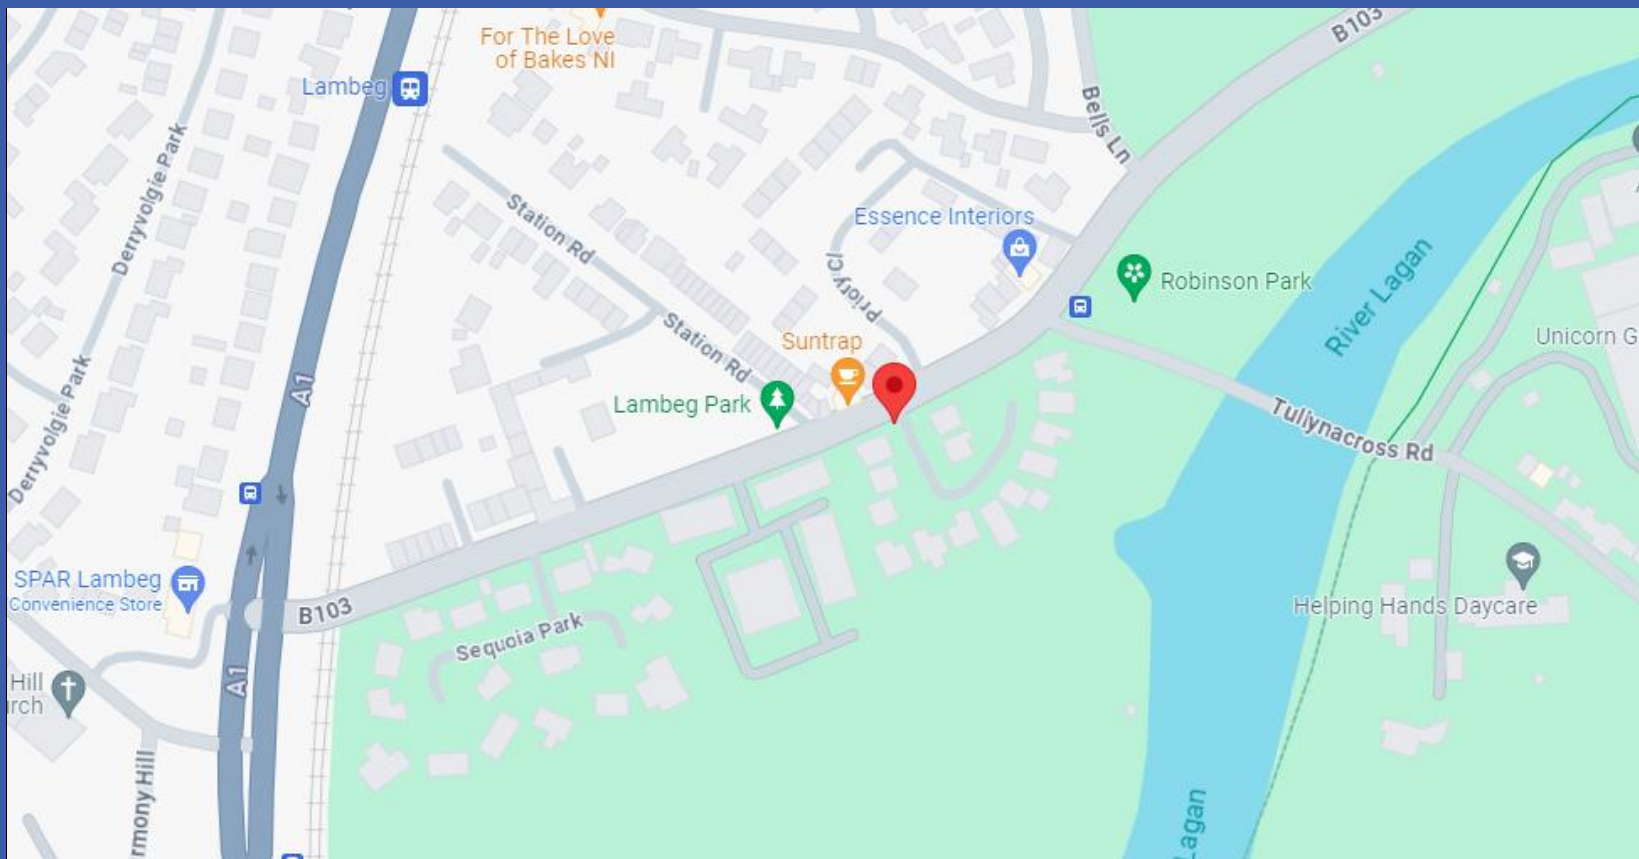 For The Love
of Bakes NI
B103
Lambeg
Bells Ln
Derryvolgie Park
Station Rd
Essence Interiors
Priory Cl
Robinson Park
River Lagan
Unicorn G
Suntrap
Station Rd
A1
Lambeg Park
Derryvolgie Park
Tullynacross Rd
SPAR Lambeg
Convenience Store
B103
Helping Hands Daycare
Sequoia Park
A1
Hill
rch
rmony Hill
Lagan